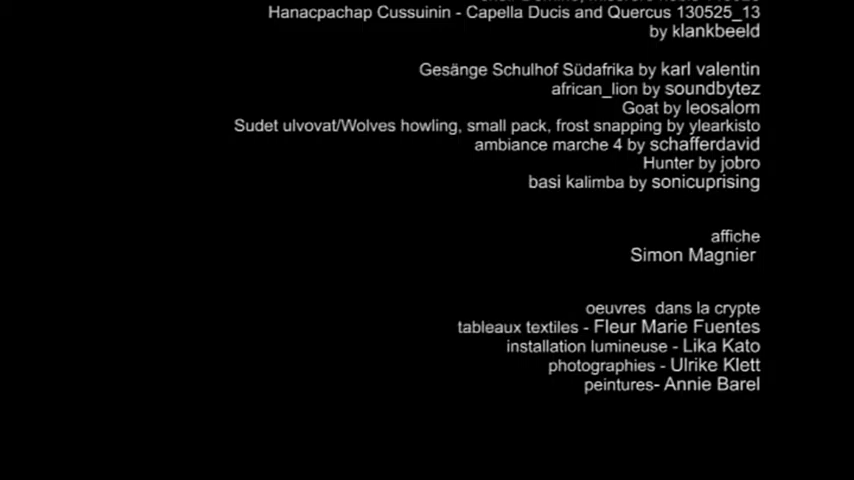 Hanacpachap Cussuinin - Capella Ducis and Quercus 130525_13
by klankbeeld
Gesänge Schulhof Südafrika by karl valentin
african_lion by soundbytez
Goat by leosalom
Sudet ulvovat/Wolves howling, small pack, frost snapping by ylearkisto
ambiance marche 4 by schafferdavid
Hunter by jobro
basi kalimba by sonicuprising
affiche
Simon Magnier
oeuvres dans la crypte
tableaux textiles - Fleur Marie Fuentes
installation lumineuse - Lika Kato
photographies - Ulrike Klett
peintures- Annie Barel